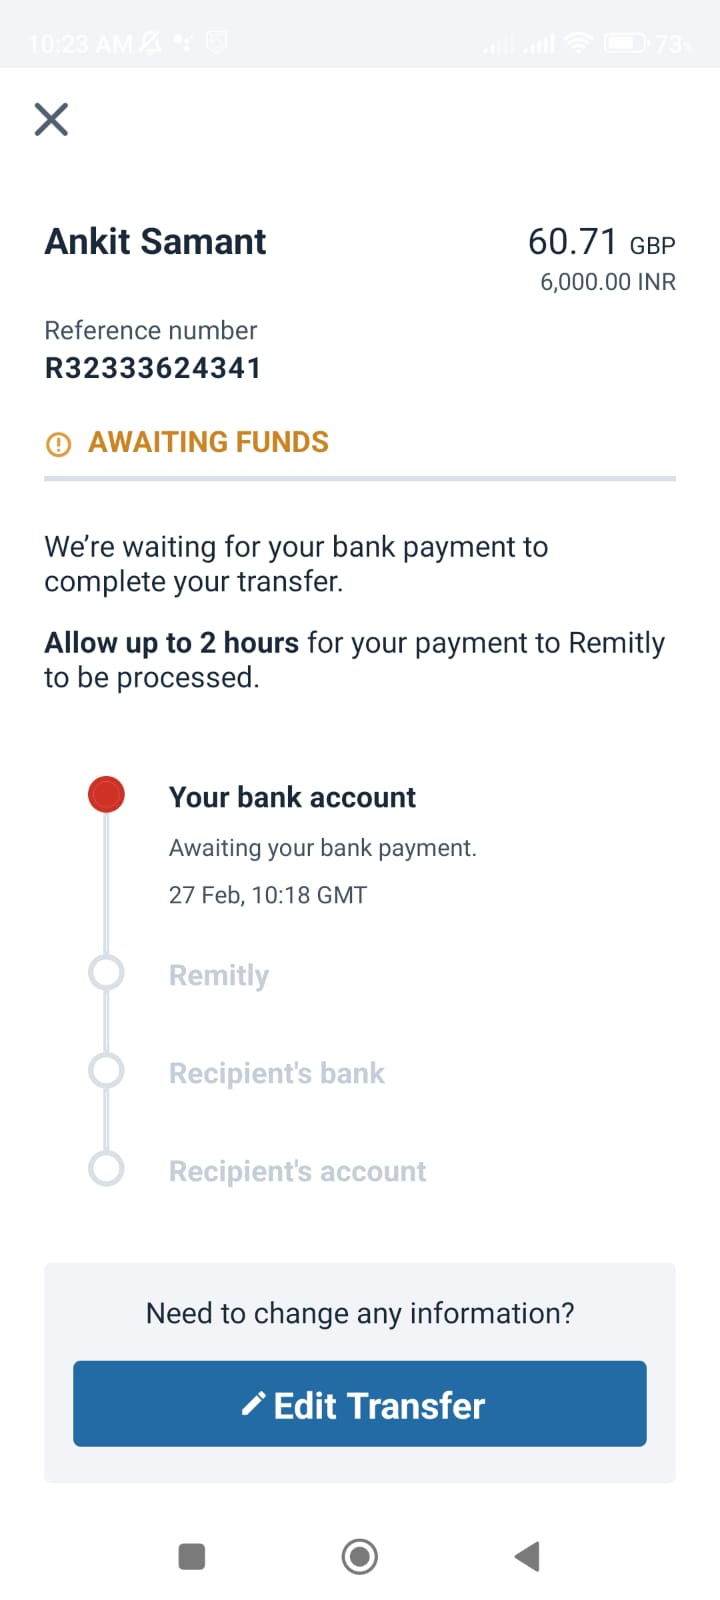 10:23 AM
73%
Ankit Samant
60.71 GBP
6,000.00 INR
Reference number
R32333624341
AWAITING FUNDS
We’re waiting for your bank payment to
complete your transfer.
Allow up to 2 hours for your payment to Remitly
to be processed.
Your bank account
Awaiting your bank payment.
27 Feb, 10:18 GMT
Remitly
Recipient's bank
Recipient's account
Need to change any information?
Edit Transfer